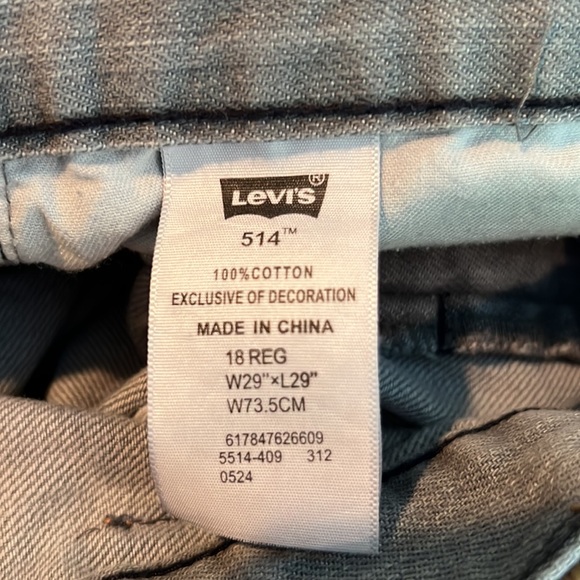 Levi's®
514™
100%COTTON
EXCLUSIVE OF DECORATION
MADE IN CHINA
18 REG
W29"×L29"
W73.5CM
617847626609
5514-409 312
0524